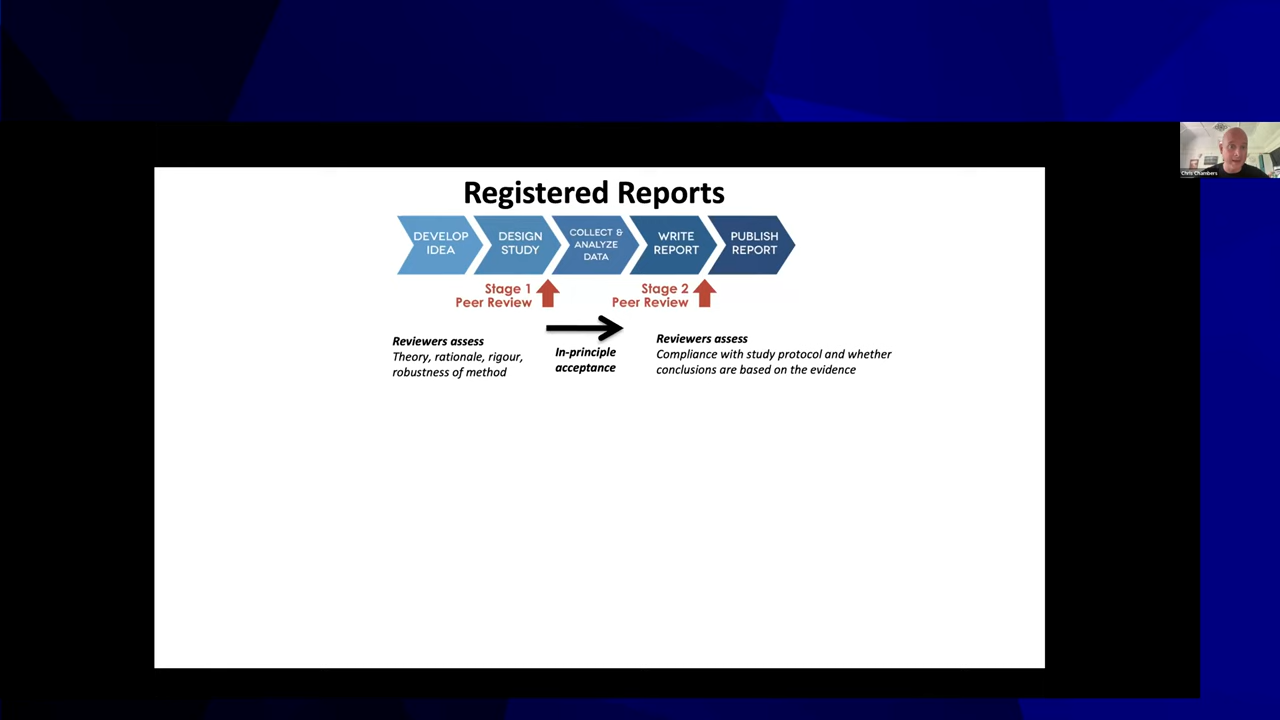 Registered Reports
DEVELOP
IDEA
DESIGN
STUDY
COLLECT &
ANALYZE
DATA
WRITE
REPORT
PUBLISH
REPORT
Stage 1
Peer Review
Stage 2
Peer Review
Reviewers assess
Theory, rationale, rigour,
robustness of method
In-principle
acceptance
Reviewers assess
Compliance with study protocol and whether
conclusions are based on the evidence
Chris Chambers